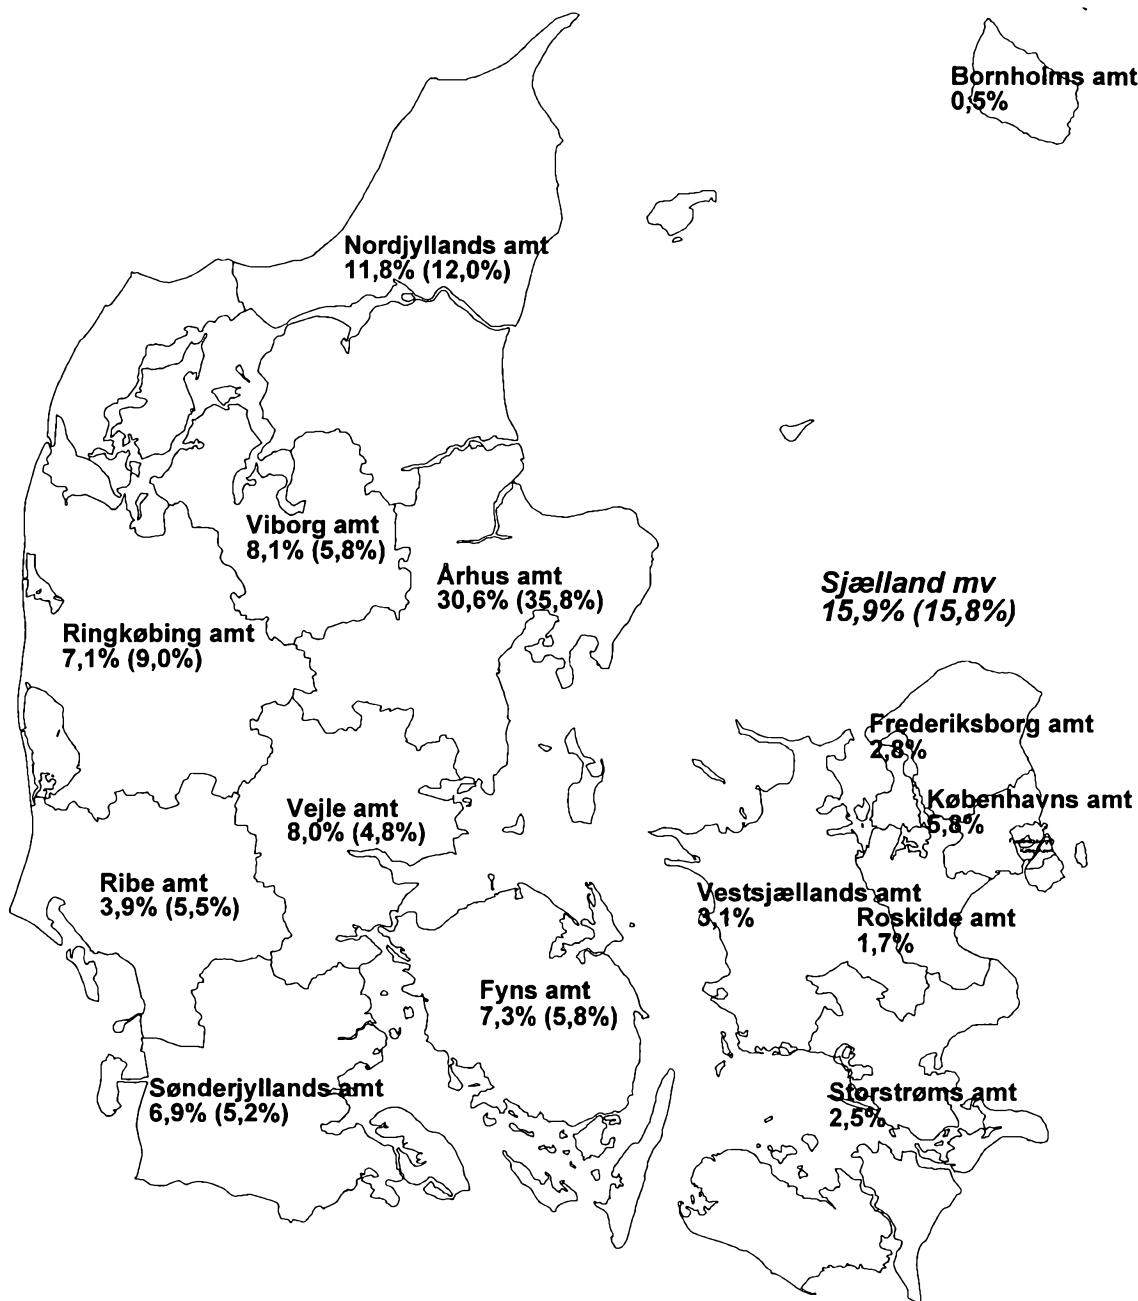 Bornholms amt
0,5%
Nordjyllands amt
11,8% (12,0%)
Viborg amt
8,1% (5,8%)
Århus amt
30,6% (35,8%)
Sjælland mv
15,9% (15,8%)
Ringkøbing amt
7,1% (9,0%)
Frederiksborg amt
2,8%
Københavns amt
5,8%
Vejle amt
8,0% (4,8%)
Ribe amt
3,9% (5,5%)
Vestsjællands amt
3,1%
Roskilde amt
1,7%
Fyns amt
7,3% (5,8%)
Sønderjyllands amt
6,9% (5,2%)
Storstrøms amt
2,5%